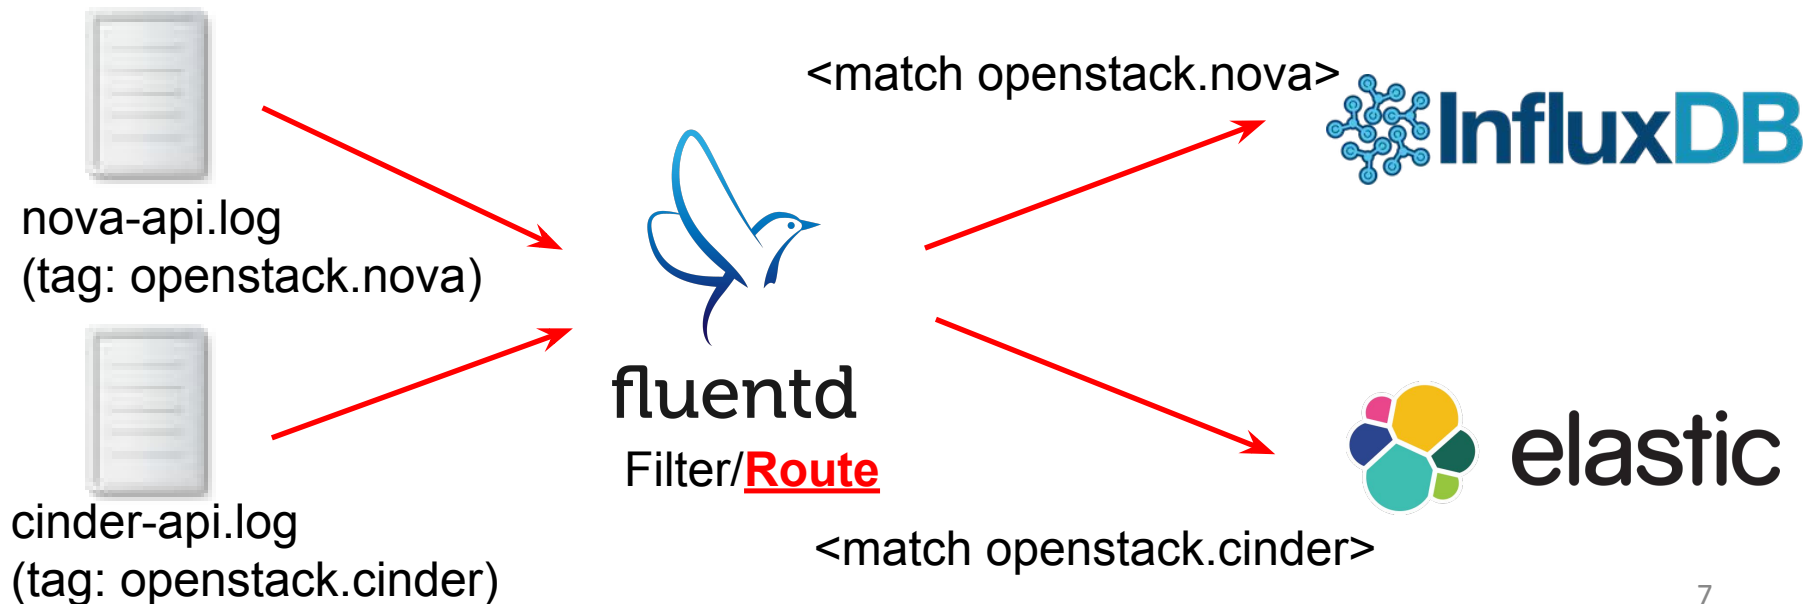 nova-api.log
(tag: openstack.nova)
cinder-api.log
(tag: openstack.cinder)
fluentd
Filter/Route
<match openstack.nova>
InfluxDB
elastic
<match openstack.cinder>
7